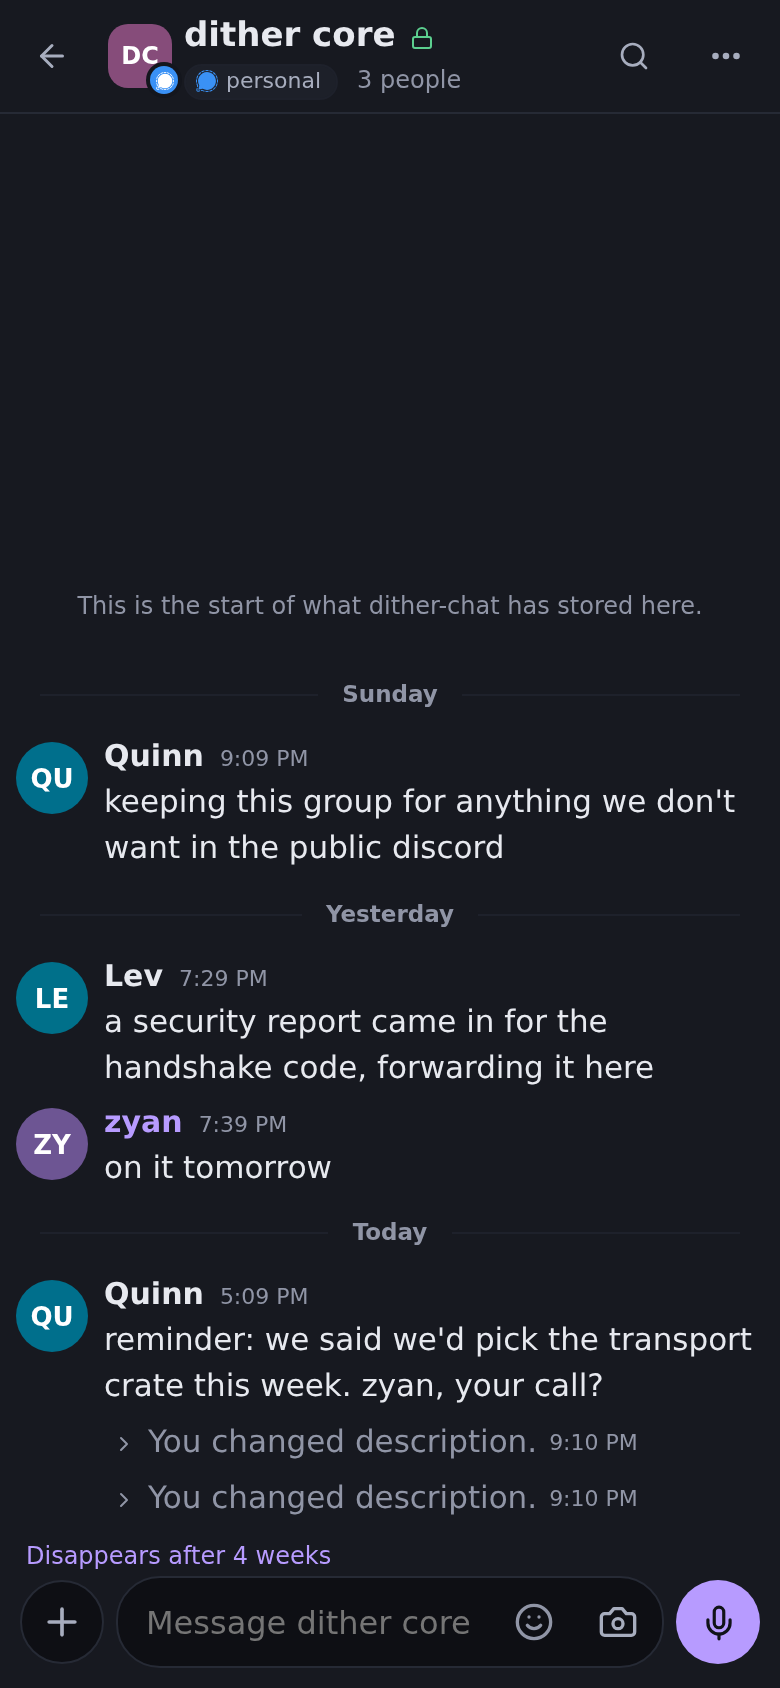 DC
dither core
personal
3 people
This is the start of what dither-chat has stored here.
Sunday
QU
Quinn 9:09 PM
keeping this group for anything we don't
want in the public discord
Yesterday
LE
Lev 7:29 PM
a security report came in for the
handshake code, forwarding it here
ZY
zyan 7:39 PM
on it tomorrow
Today
QU
Quinn 5:09 PM
reminder: we said we'd pick the transport
crate this week. zyan, your call?
You changed description. 9:10 PM
You changed description. 9:10 PM
Disappears after 4 weeks
Message dither core